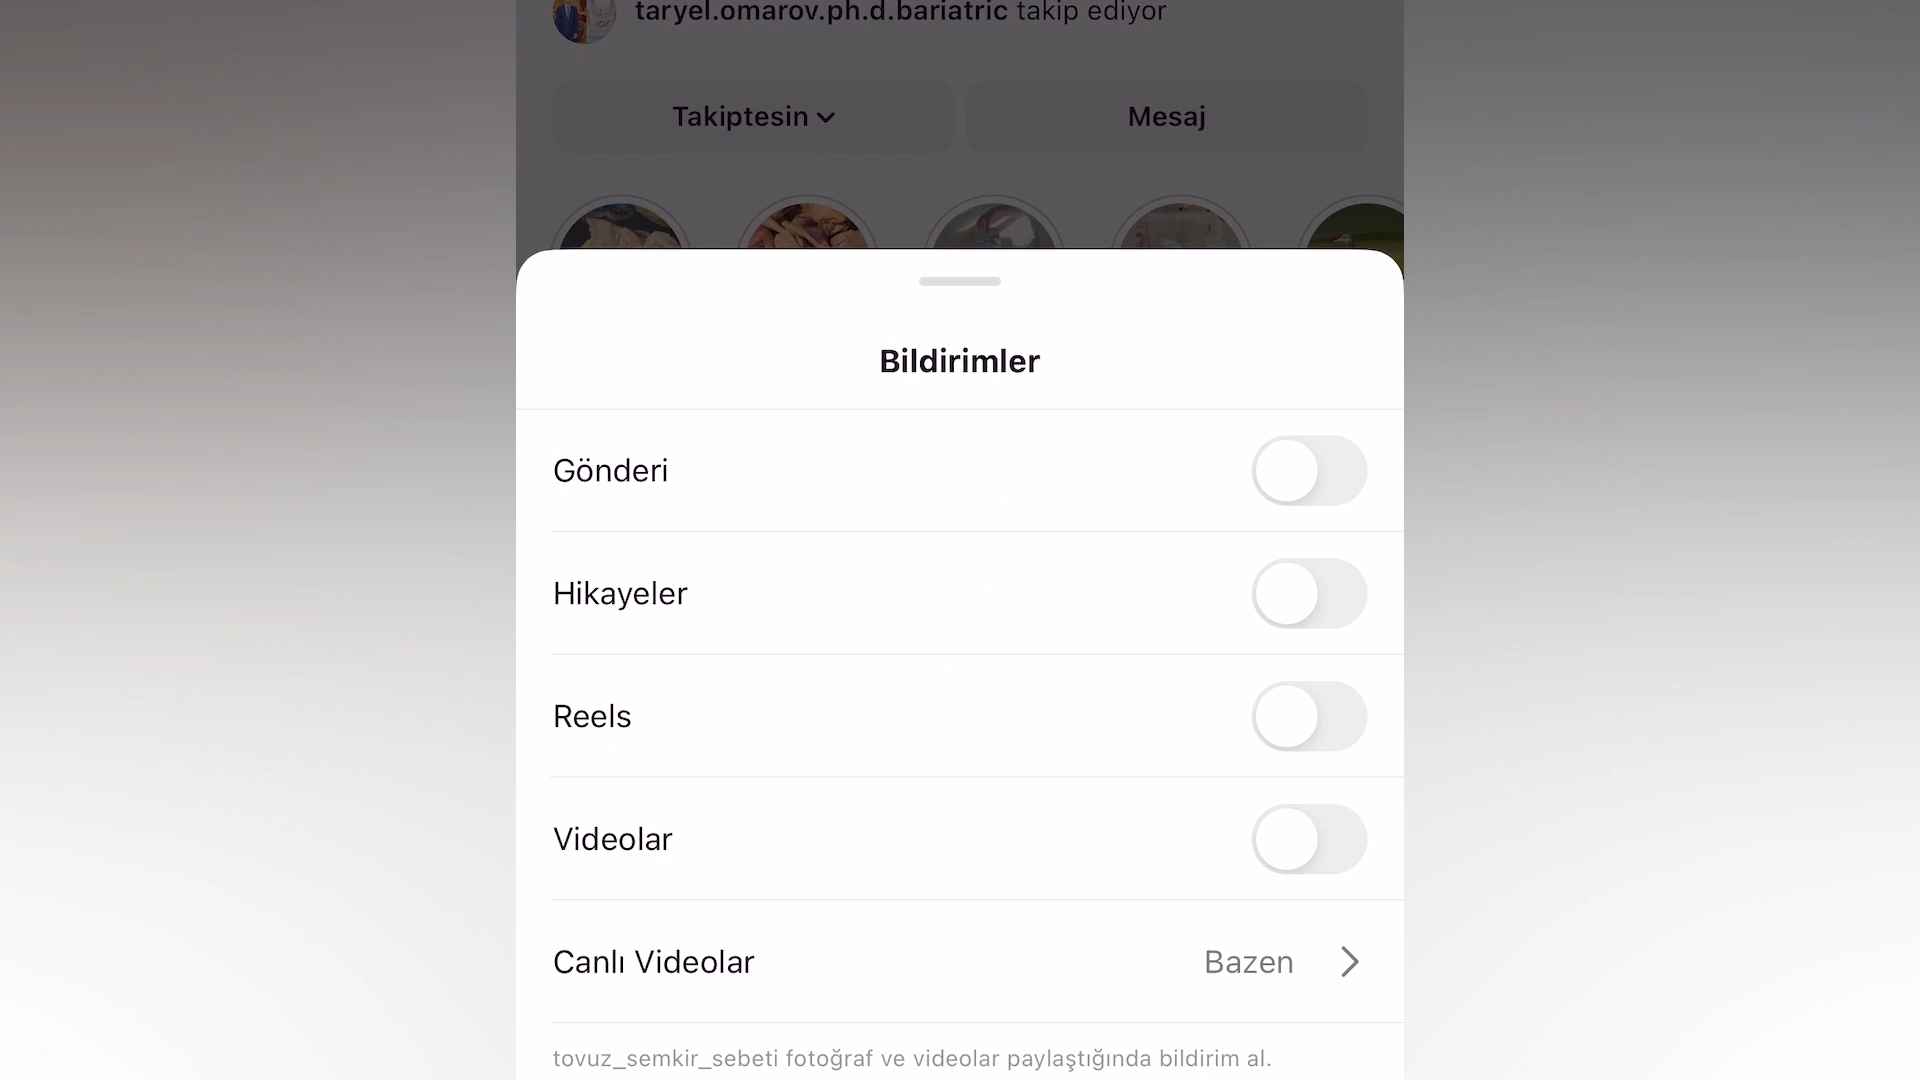 taryel.omarov.ph.d.bariatric takip ediyor
Takiptesin
Mesaj
Bildirimler
Gönderi
Hikayeler
Reels
Videolar
Canlı Videolar
Bazen
tovuz_semkir_sebeti fotoğraf ve videolar paylaştığında bildirim al.